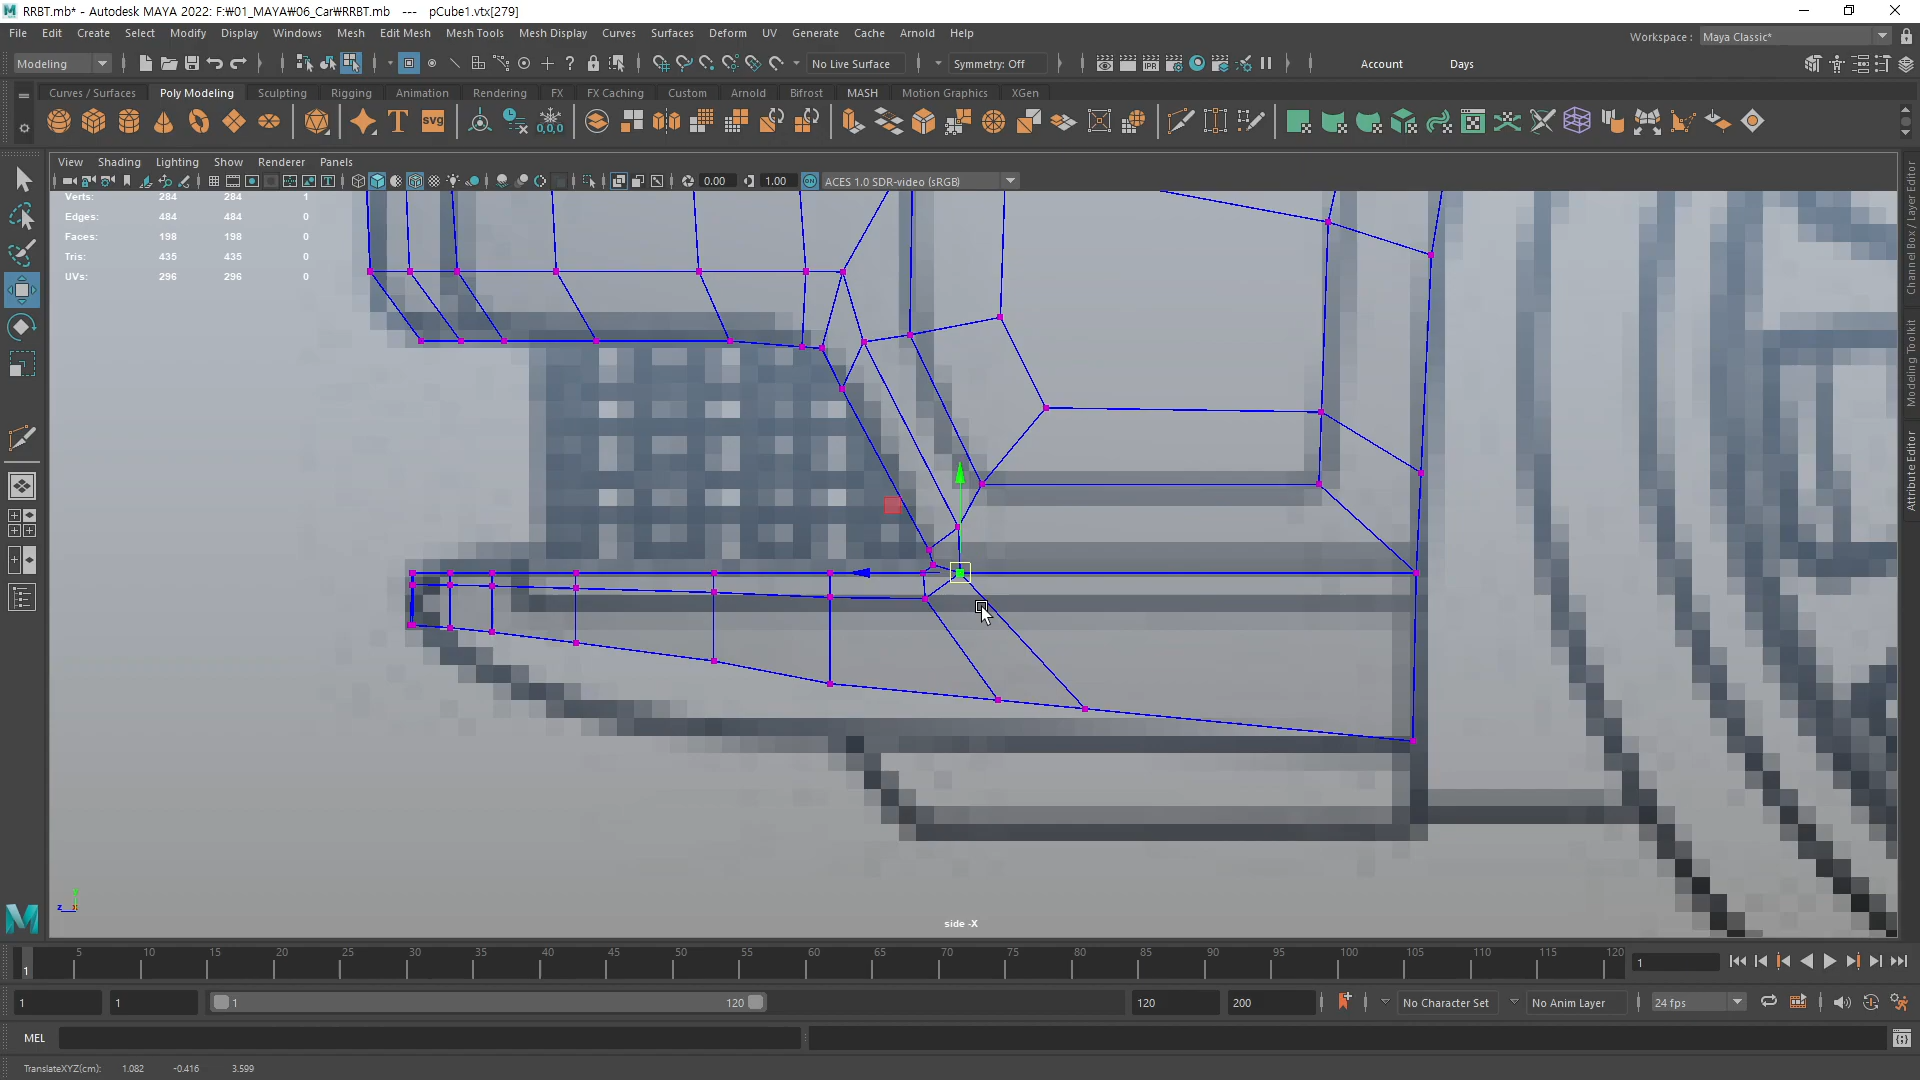 RRBT.mb* - Autodesk MAYA 2022: F:₩01_MAYA₩06_Car₩RRBT.mb   ---   pCube1.vtx[279]
File Edit Create Select Modify Display Windows Mesh Edit Mesh Mesh Tools Mesh Display Curves Surfaces Deform UV Generate Cache Arnold Help
Workspace : Maya Classic*
Modeling No Live Surface Symmetry: Off Account Days
Curves / Surfaces Poly Modeling Sculpting Rigging Animation Rendering FX FX Caching Custom Arnold Bifrost MASH Motion Graphics XGen
T svg 0,0,0
View Shading Lighting Show Renderer Panels
0.00 1.00 ON ACES 1.0 SDR-video (sRGB)
Verts: 284 284 1
Edges: 484 484 0
Faces: 198 198 0
Tris: 435 435 0
UVs: 296 296 0
Channel Box / Layer Editor
Modeling Toolkit
Attribute Editor
y
z
side -X
M
5 10 15 20 25 30 35 40 45 50 55 60 65 70 75 80 85 90 95 100 105 110 115 120
1 1
1 1 1 120 120 200 No Character Set No Anim Layer 24 fps
MEL
TranslateXYZ(cm): 1.082 -0.416 3.599